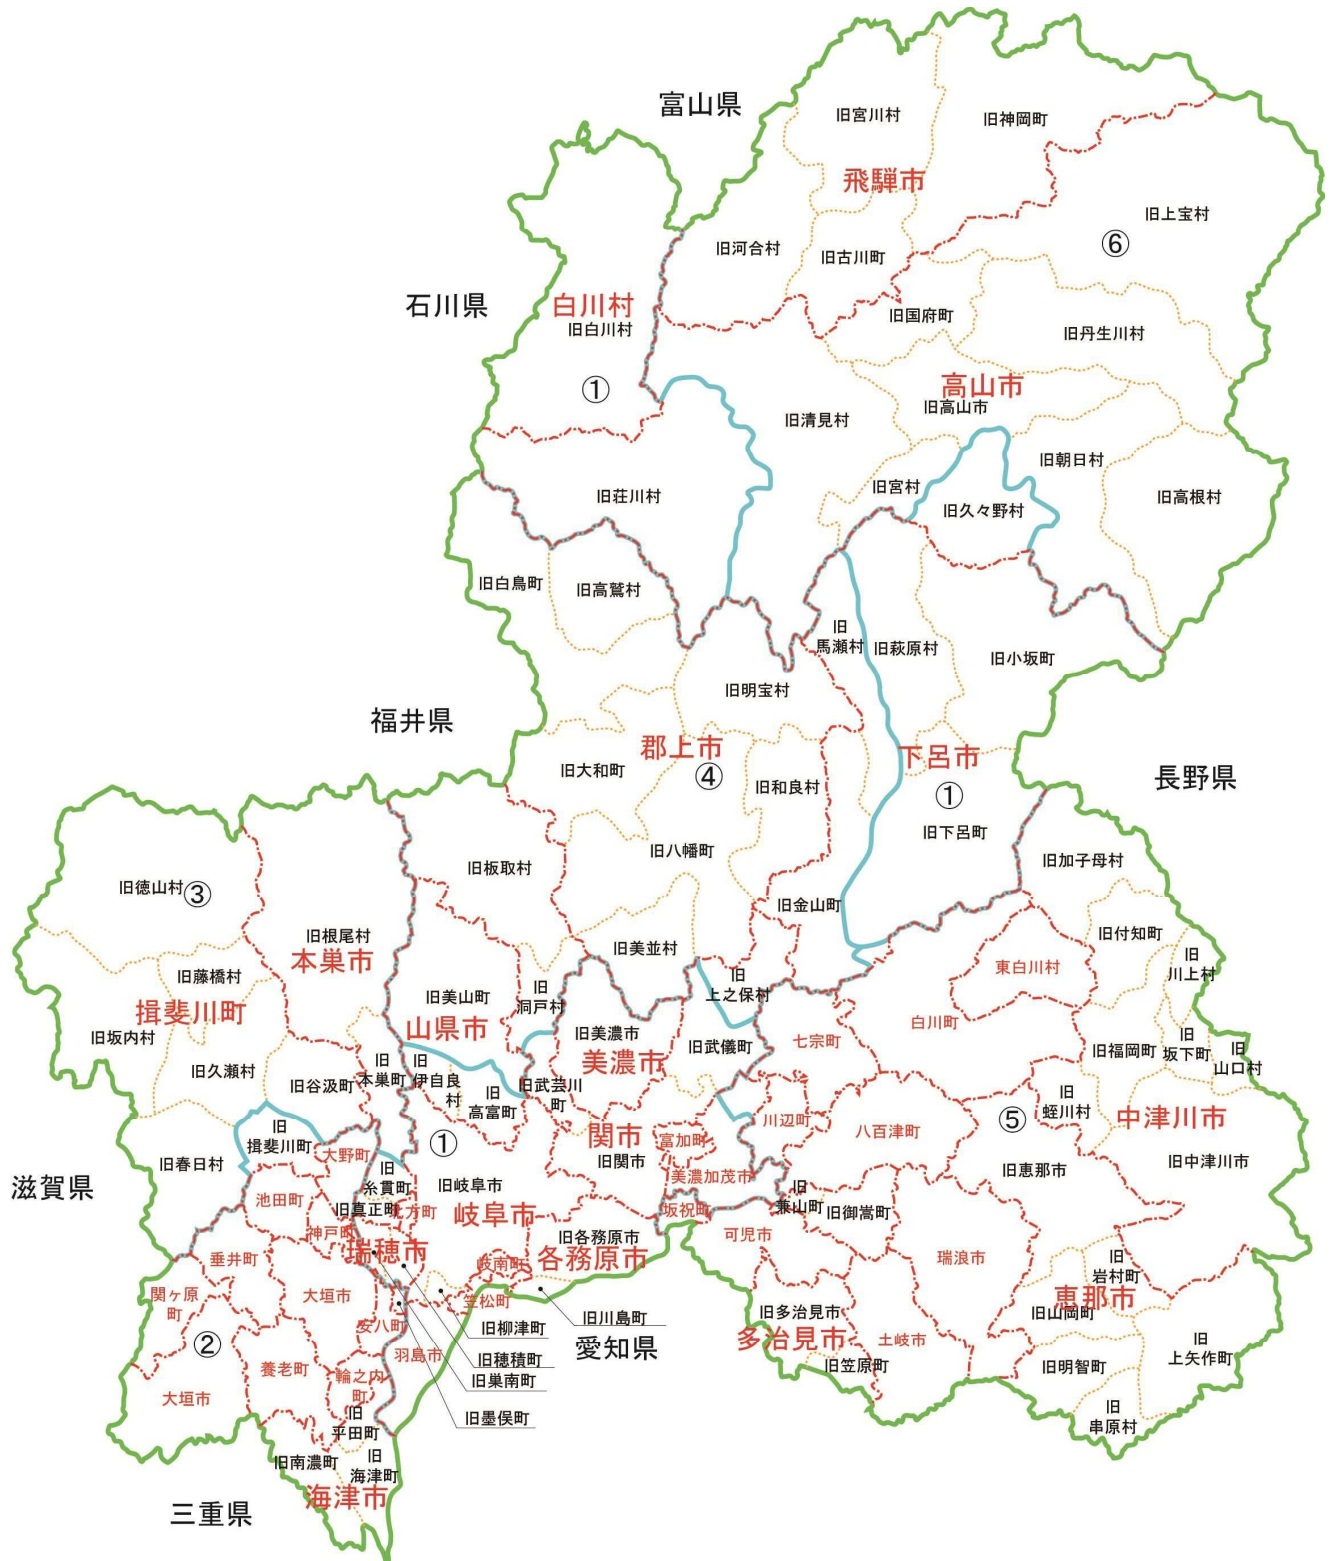 富山県
旧宮川村
旧神岡町
飛騨市
旧上宝村
⑥
旧河合村
旧古川町
石川県
白川村
旧白川村
旧国府町
旧丹生川村
①
高山市
旧高山市
旧清見村
旧朝日村
旧荘川村
旧宮村
旧久々野村
旧高根村
旧白鳥町
旧高鷲村
旧
馬瀬村
旧萩原村
旧小坂町
旧明宝村
福井県
郡上市
④
下呂市
①
長野県
旧大和町
旧和良村
旧下呂町
旧板取村
旧八幡町
旧加子母村
旧徳山村
③
旧金山町
旧根尾村
本巣市
旧美並村
旧付知町
旧
川上村
東白川村
旧藤橋村
揖斐川町
旧坂内村
旧美山町
山県市
旧
洞戸村
旧
上之保村
白川町
旧美濃市
美濃市
旧武儀町
七宗町
旧福岡町
旧
坂下町
旧
山口村
旧久瀬村
旧谷汲町
旧
本巣町
旧
伊自良
村
旧
高富町
旧武芸川
町
旧
蛭川村
中津川市
⑤
旧
揖斐川町
大野町
①
関市
旧関市
富加町
川辺町
八百津町
旧恵那市
旧中津川市
滋賀県
旧春日村
池田町
旧
糸貫町
旧岐阜市
美濃加茂市
旧真正町
北方町
岐阜市
坂祝町
旧
兼山町
旧御嵩町
神戸町
瑞穂市
旧各務原市
各務原市
可児市
瑞浪市
垂井町
岐南町
旧
岩村町
恵那市
関ヶ原
町
大垣市
笠松町
旧川島町
旧多治見市
多治見市
旧山岡町
安八町
旧柳津町
愛知県
土岐市
②
羽島市
旧穂積町
旧笠原町
旧明智町
旧
上矢作町
養老町
輪之内
町
旧巣南町
大垣市
旧墨俣町
旧
串原村
旧
平田町
旧南濃町
旧
海津町
海津市
三重県